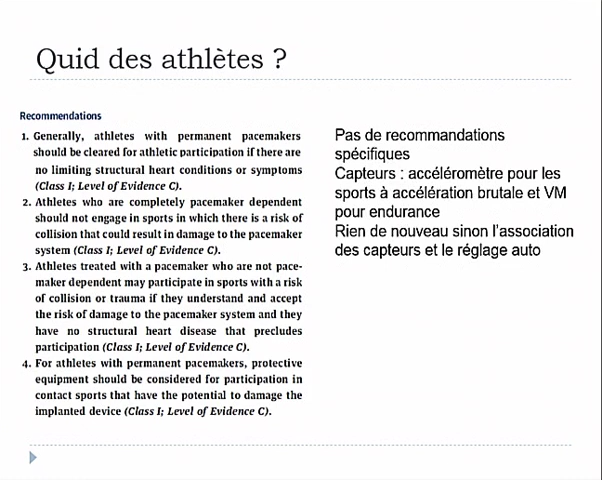 Quid des athlètes ?
Recommendations
1. Generally, athletes with permanent pacemakers
should be cleared for athletic participation if there are
no limiting structural heart conditions or symptoms
(Class I; Level of Evidence C).
2. Athletes who are completely pacemaker dependent
should not engage in sports in which there is a risk of
collision that could result in damage to the pacemaker
system (Class I; Level of Evidence C).
3. Athletes treated with a pacemaker who are not pace-
maker dependent may participate in sports with a risk
of collision or trauma if they understand and accept
the risk of damage to the pacemaker system and they
have no structural heart disease that precludes
participation (Class I; Level of Evidence C).
4. For athletes with permanent pacemakers, protective
equipment should be considered for participation in
contact sports that have the potential to damage the
implanted device (Class I; Level of Evidence C).
Pas de recommandations
spécifiques
Capteurs : accéléromètre pour les
sports à accélération brutale et VM
pour endurance
Rien de nouveau sinon l'association
des capteurs et le réglage auto